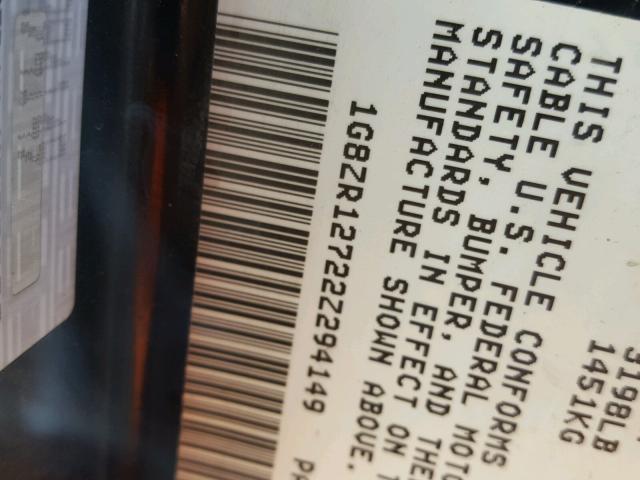 3198LB
1451KG
THIS VEHICLE CONFORMS
CABLE U.S. FEDERAL MOTO
SAFETY, BUMPER, AND THE
STANDARDS IN EFFECT ON T
MANUFACTURE SHOWN ABOVE.
1G8ZR12722Z294149 PA